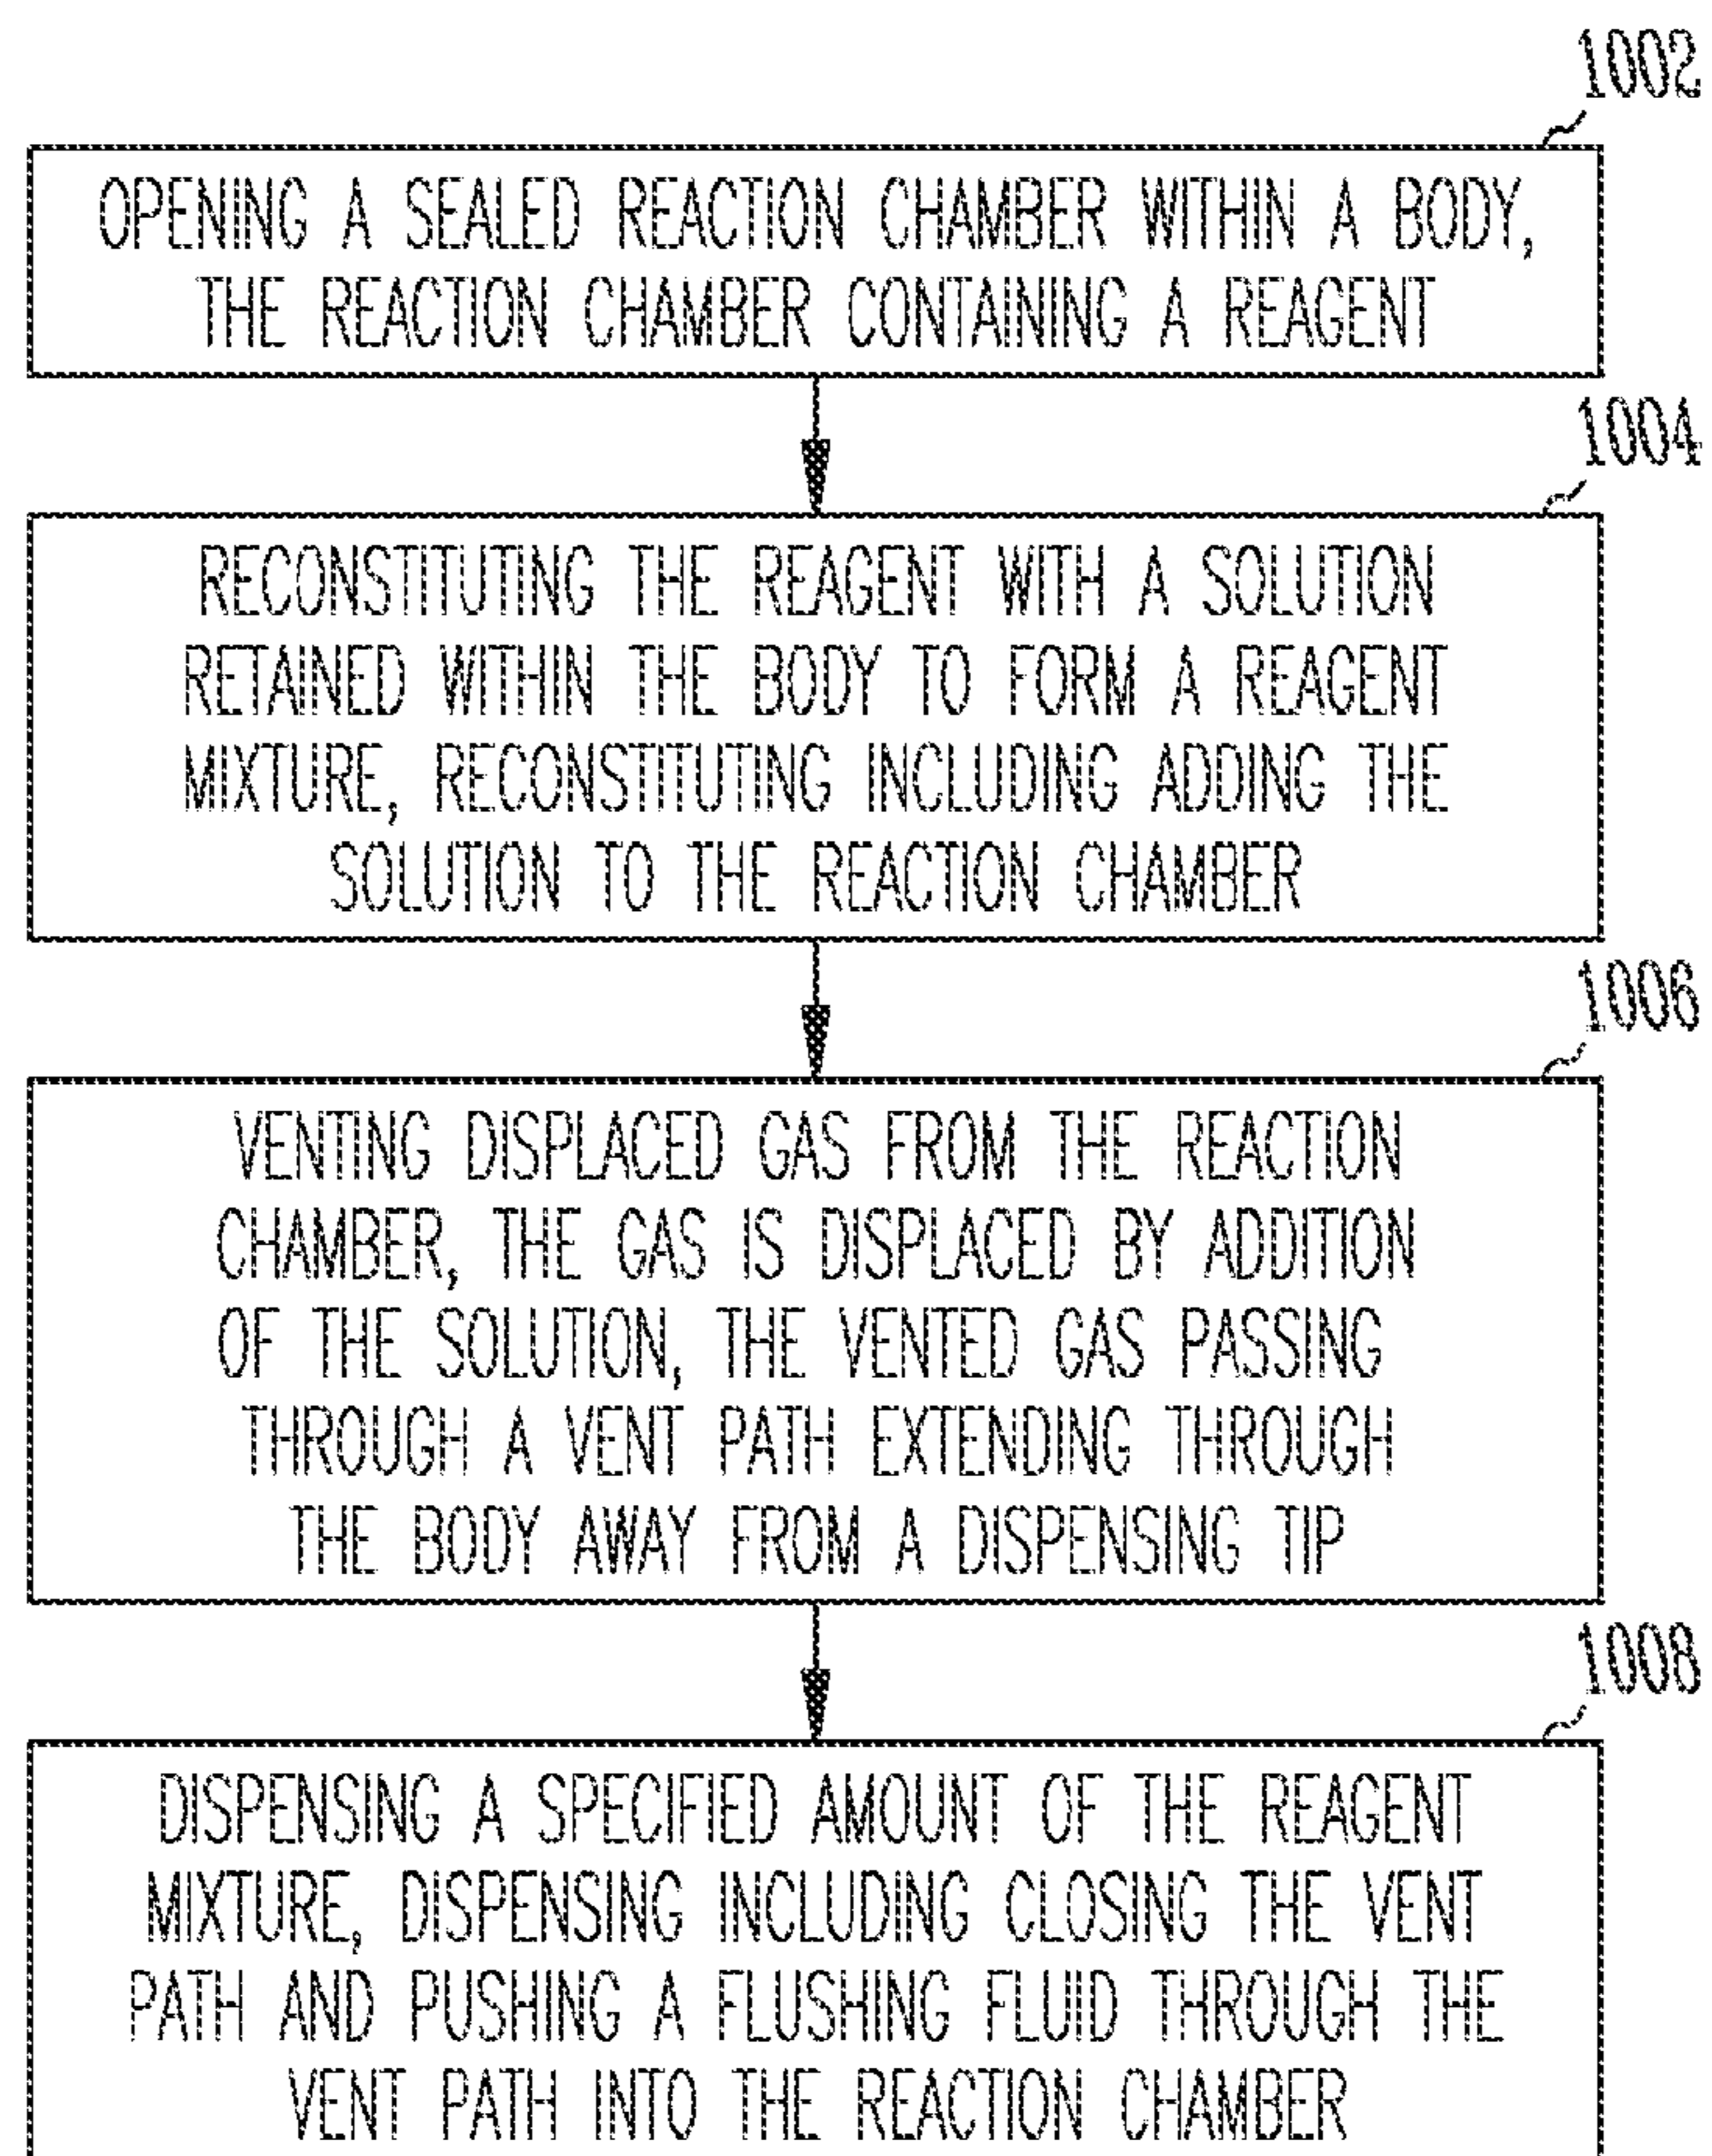 1002
OPENING A SEALED REACTION CHAMBER WITHIN A BODY,
THE REACTION CHAMBER CONTAINING A REAGENT
1004
RECONSTITUTING THE REAGENT WITH A SOLUTION
RETAINED WITHIN THE BODY TO FORM A REAGENT
MIXTURE, RECONSTITUTING INCLUDING ADDING THE
SOLUTION TO THE REACTION CHAMBER
1006
VENTING DISPLACED GAS FROM THE REACTION
CHAMBER, THE GAS IS DISPLACED BY ADDITION
OF THE SOLUTION, THE VENTED GAS PASSING
THROUGH A VENT PATH EXTENDING THROUGH
THE BODY AWAY FROM A DISPENSING TIP
1008
DISPENSING A SPECIFIED AMOUNT OF THE REAGENT
MIXTURE, DISPENSING INCLUDING CLOSING THE VENT
PATH AND PUSHING A FLUSHING FLUID THROUGH THE
VENT PATH INTO THE REACTION CHAMBER